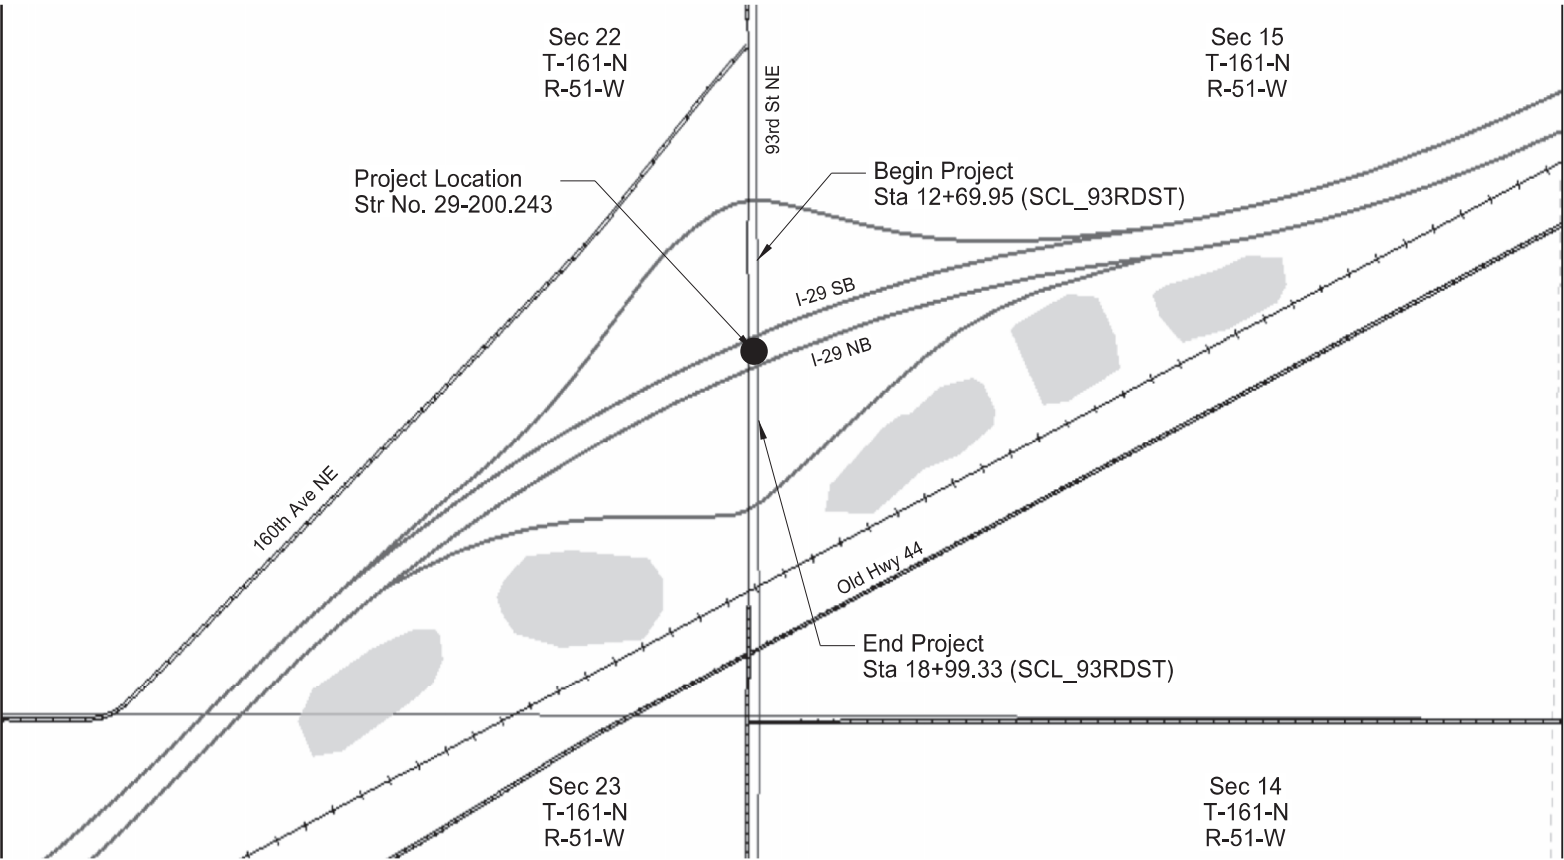 Sec 22
T-161-N
R-51-W
Sec 15
T-161-N
R-51-W
93rd St NE
Project Location
Str No. 29-200.243
Begin Project
Sta 12+69.95 (SCL_93RDST)
I-29 SB
I-29 NB
160th Ave NE
Old Hwy 44
End Project
Sta 18+99.33 (SCL_93RDST)
Sec 23
T-161-N
R-51-W
Sec 14
T-161-N
R-51-W